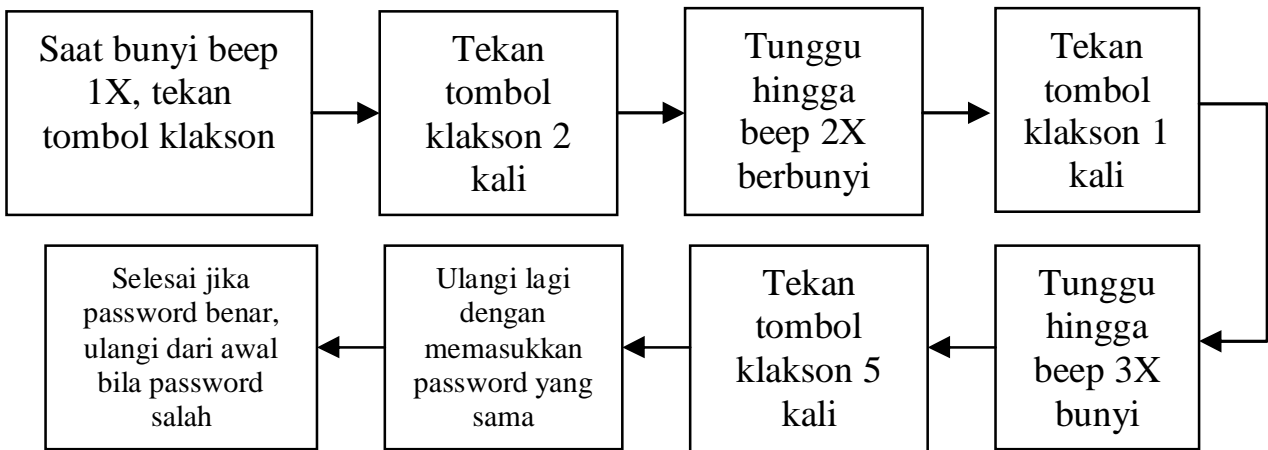 Saat bunyi beep
1X, tekan
tombol klakson
Tekan
tombol
klakson 2
kali
Tunggu
hingga
beep 2X
berbunyi
Tekan
tombol
klakson 1
kali
Tunggu
hingga
beep 3X
bunyi
Tekan
tombol
klakson 5
kali
Ulangi lagi
dengan
memasukkan
password yang
sama
Selesai jika
password benar,
ulangi dari awal
bila password
salah